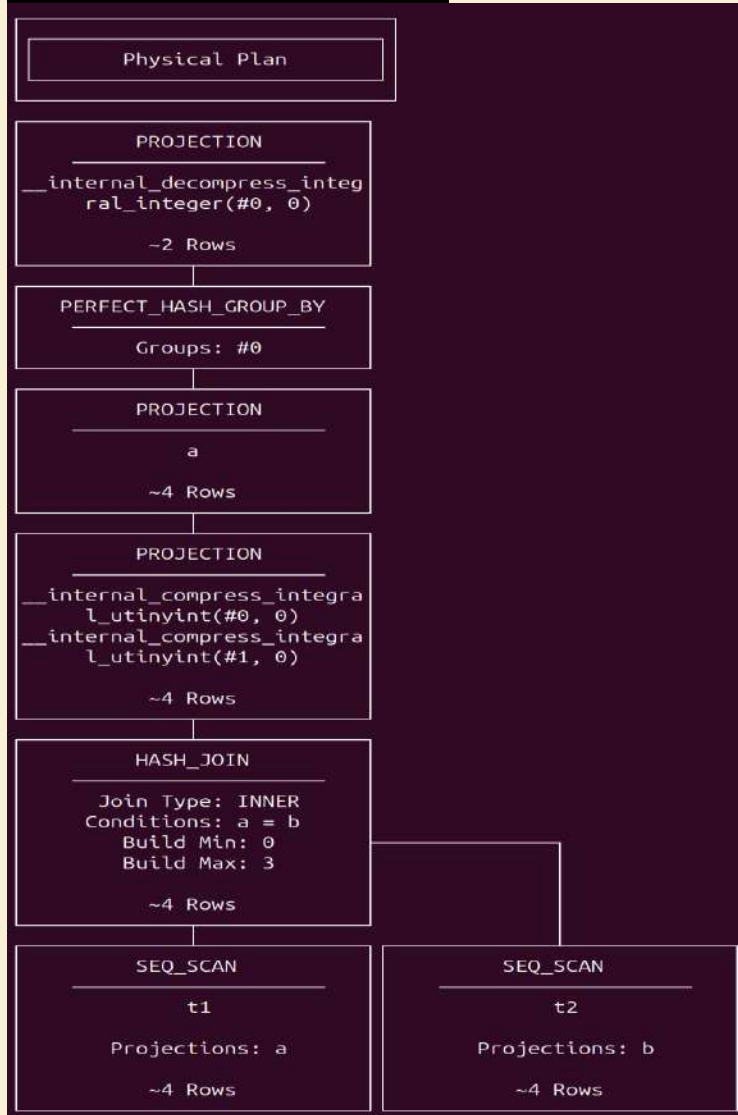 Physical Plan
PROJECTION
__internal_decompress_integ
ral_integer(#0, 0)
~2 Rows
PERFECT_HASH_GROUP_BY
Groups: #0
PROJECTION
a
~4 Rows
PROJECTION
__internal_compress_integra
l_utinyint(#0, 0)
__internal_compress_integra
l_utinyint(#1, 0)
~4 Rows
HASH_JOIN
Join Type: INNER
Conditions: a = b
Build Min: 0
Build Max: 3
~4 Rows
SEQ_SCAN
t1
Projections: a
~4 Rows
SEQ_SCAN
t2
Projections: b
~4 Rows